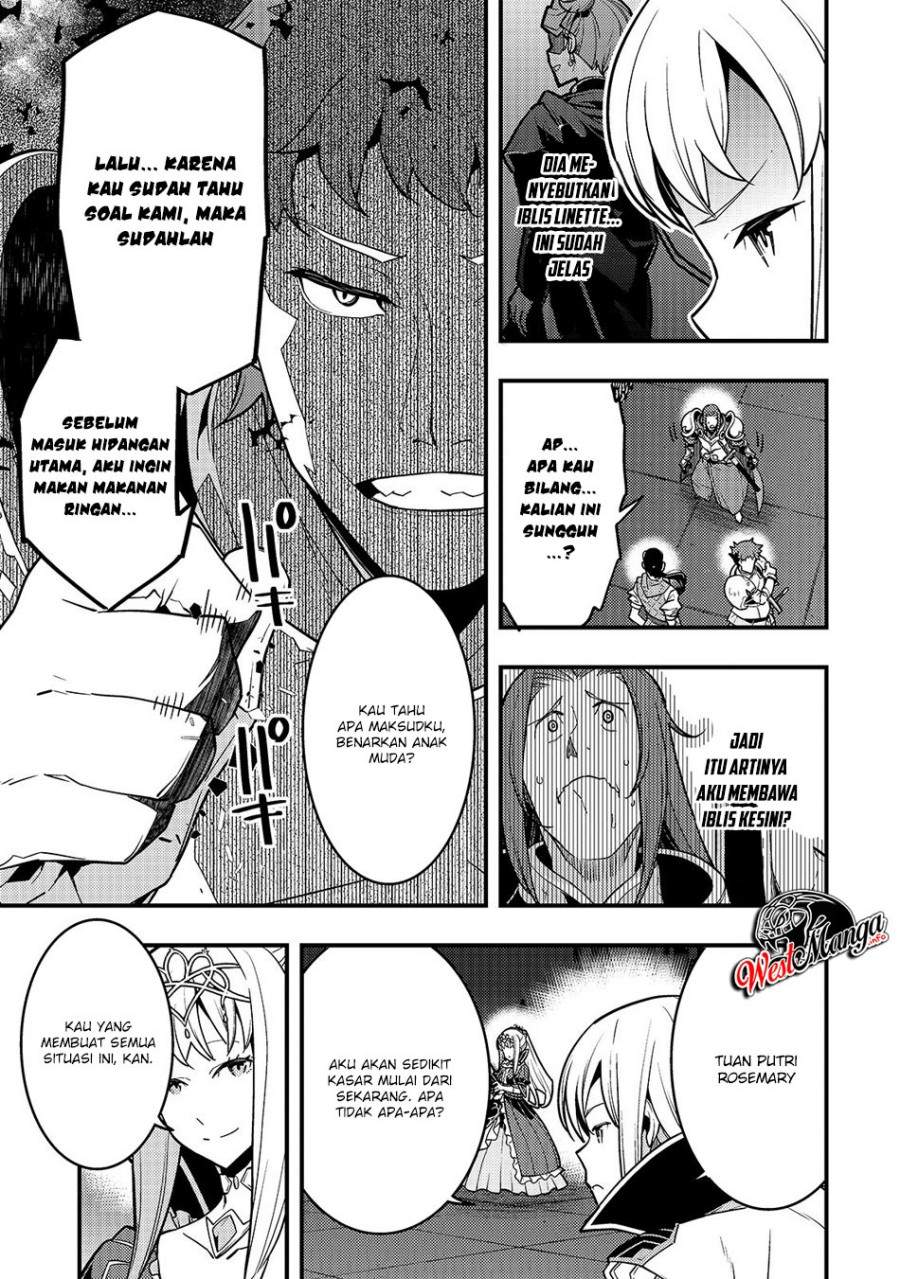 DIA ME-
NYEBUTKAN
IBLIS LINETTE...
INI SUDAH
JELAS
AP...
APA KAU
BILANG...
KALIAN INI
SUNGGUH
...?
JADI
ITU ARTINYA
AKU MEMBAWA
IBLIS KESINI?
LALU... KARENA
KAU SUDAH TAHU
SOAL KAMI, MAKA
SUDAHLAH
SEBELUM
MASUK HIDANGAN
UTAMA, AKU INGIN
MAKAN MAKANAN
RINGAN...
パキ
パキ
KAU TAHU
APA MAKSUDKU,
BENARKAN ANAK
MUDA?
WestManga
.info
TUAN PUTRI
ROSEMARY
AKU AKAN SEDIKIT
KASAR MULAI DARI
SEKARANG. APA
TIDAK APA-APA?
KAU YANG
MEMBUAT SEMUA
SITUASI INI, KAN.